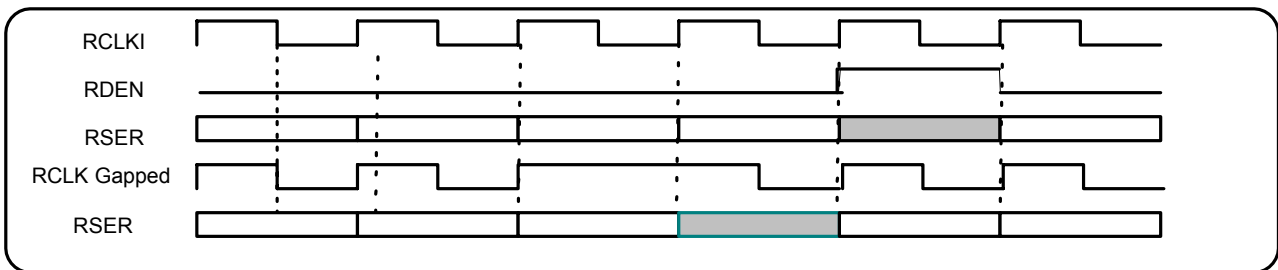 RCLKI
RDEN
RSER
RCLK Gapped
RSER